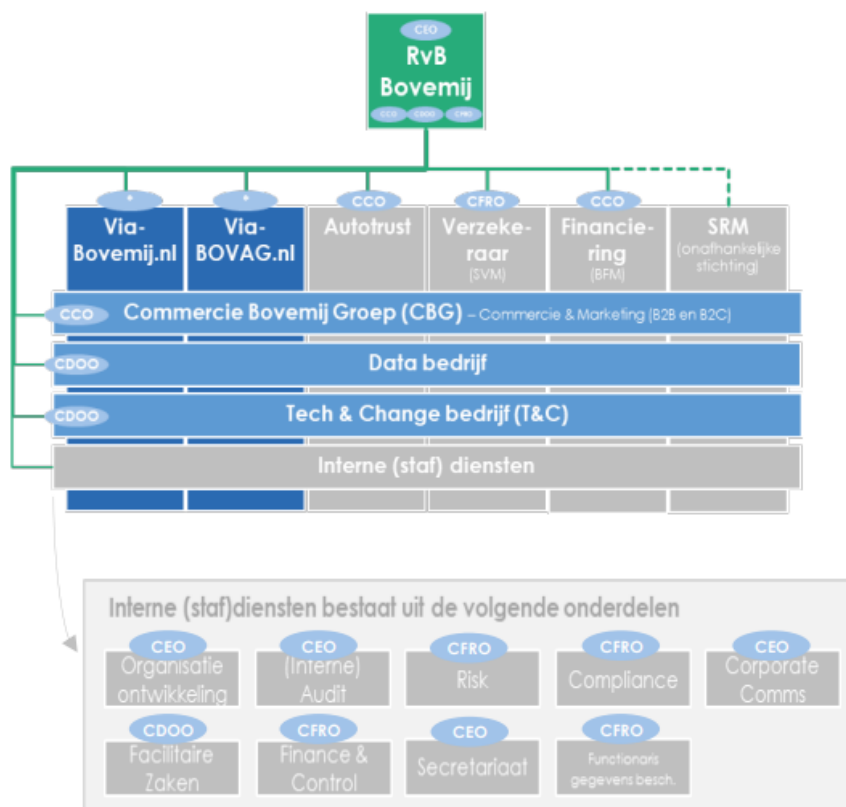 CEO
RvB
Bovemij
CCO CDOO CFRO
* * CCO CFRO CCO
Via-
Bovemij.nl
Via-
BOVAG.nl
Autotrust
Verzeke-
raar
(SVM)
Financie-
ring
(BFM)
SRM
(onafhankelijke
stichting)
CCO Commercie Bovemij Groep (CBG) – Commercie & Marketing (B2B en B2C)
CDOO Data bedrijf
CDOO Tech & Change bedrijf (T&C)
Interne (staf) diensten
Interne (staf)diensten bestaat uit de volgende onderdelen
CEO
Organisatie
ontwikkeling
CEO
(Interne)
Audit
CFRO
Risk
CFRO
Compliance
CEO
Corporate
Comms
CDOO
Facilitaire
Zaken
CFRO
Finance &
Control
CEO
Secretariaat
CFRO
Functionaris
gegevens besch.